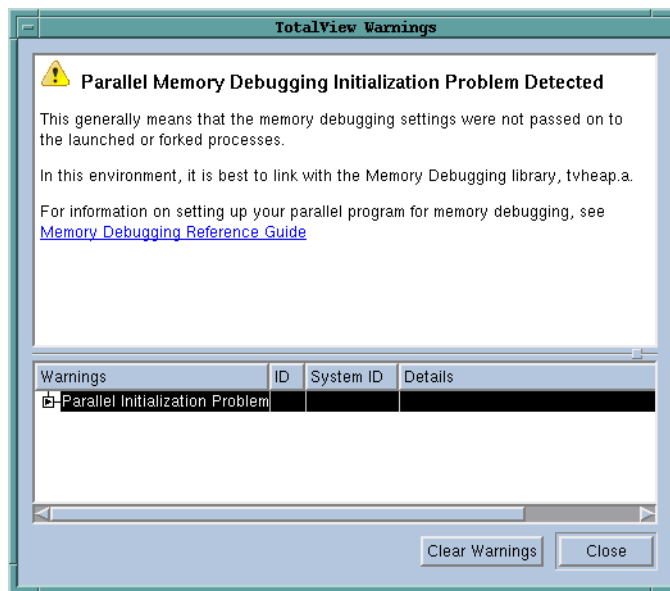 TotalView Warnings
Parallel Memory Debugging Initialization Problem Detected
This generally means that the memory debugging settings were not passed on to
the launched or forked processes.
In this environment, it is best to link with the Memory Debugging library, tvheap.a.
For information on setting up your parallel program for memory debugging, see
Memory Debugging Reference Guide
Warnings ID System ID Details
Parallel Initialization Problem
Clear Warnings Close